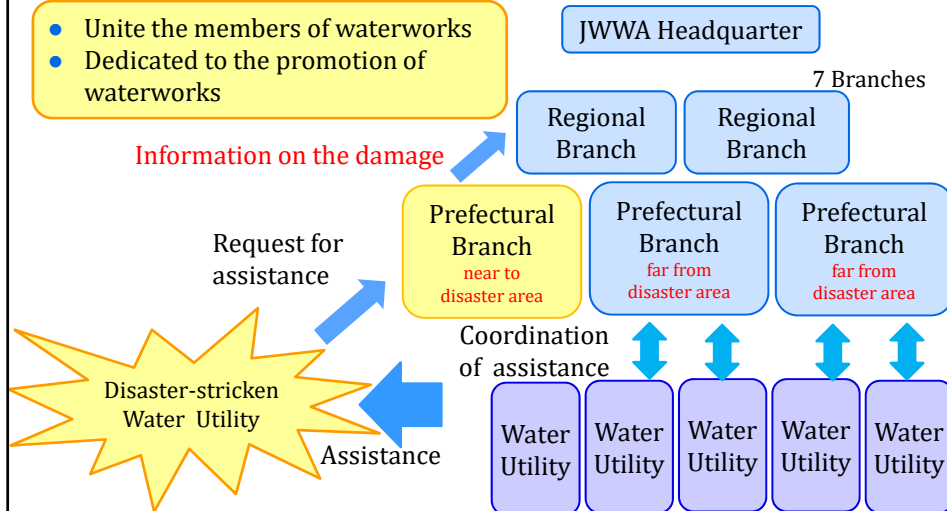 ● Unite the members of waterworks
● Dedicated to the promotion of
waterworks
JWWA Headquarter
7 Branches
Regional
Branch
Regional
Branch
Information on the damage
Prefectural
Branch
near to
disaster area
Prefectural
Branch
far from
disaster area
Prefectural
Branch
far from
disaster area
Request for
assistance
Coordination
of assistance
Disaster-stricken
Water Utility
Assistance
Water
Utility
Water
Utility
Water
Utility
Water
Utility
Water
Utility